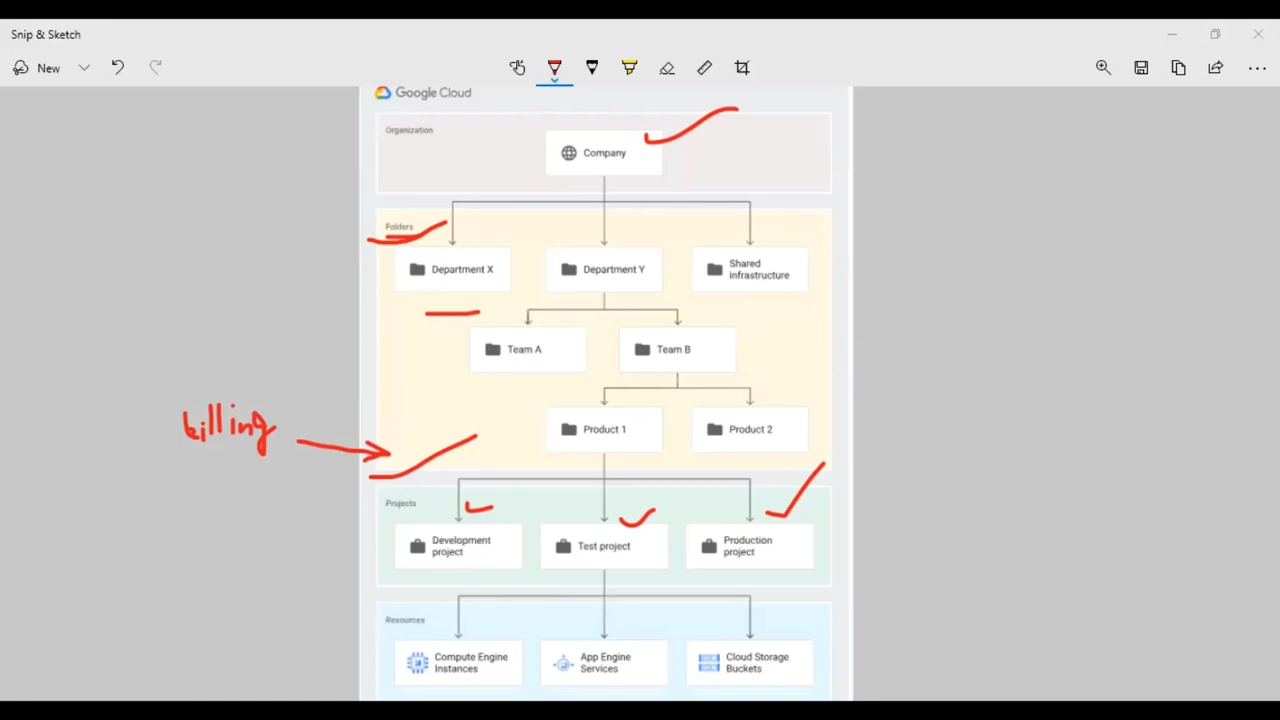 Snip & Sketch
New
Google Cloud
Organization
Company
Folders
Department X
Department Y
Shared
infrastructure
Team A
Team B
billing
Product 1
Product 2
Projects
Development
project
Test project
Production
project
Resources
Compute Engine
Instances
App Engine
Services
Cloud Storage
Buckets